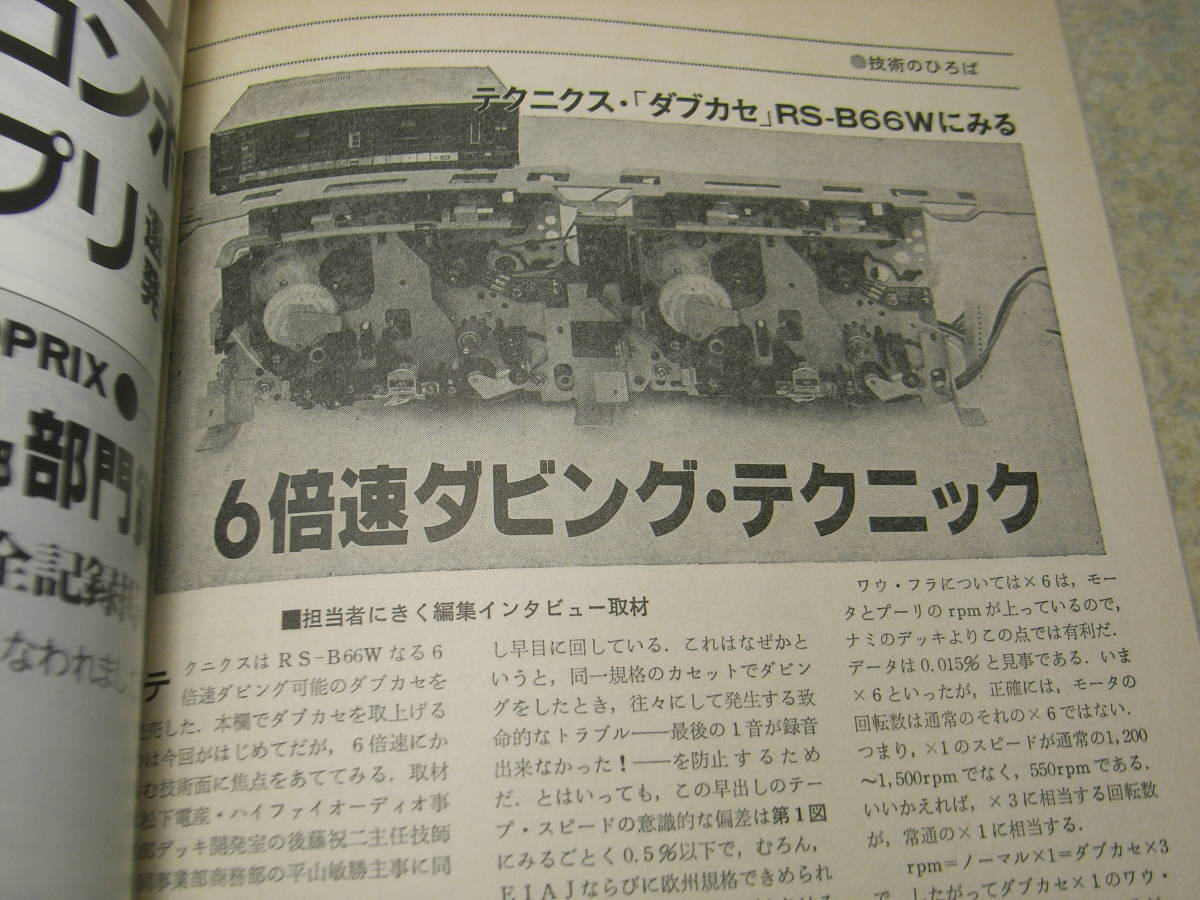 コンポ
プリ
PRIX●
部門
全記録
なわれまし
●技術のひろば
テクニクス・「ダブカセ」RS-B66Wにみる
6倍速ダビング・テクニック
■担当者にきく編集インタビュー取材
テクニクスはRS-B66Wなる6
倍速ダビング可能のダブカセを
売した．本欄でダブカセを取上げる
は今回がはじめてだが，6倍速にか
む技術面に焦点をあててみる．取材
松下電産・ハイファイオーディオ事
部デッキ開発室の後藤祝二主任技師
同事業部商務部の平山敏勝主事に同
し早目に回している．これはなぜかと
いうと，同一規格のカセットでダビン
グをしたとき，往々にして発生する致
命的なトラブル――最後の1音が録音
出来なかった！――を防止するため
だ．とはいっても，この早出しのテー
プ・スピードの意識的な偏差は第1図
にみるごとく0.5％以下で，むろん，
EIAJならびに欧州規格できめられ
ワウ・フラについては×6は，モー
タとプーリのrpmが上っているので，
ナミのデッキよりこの点では有利だ．
データは0.015％と見事である．いま
×6といったが，正確には，モータの
回転数は通常のそれの×6ではない．
つまり，×1のスピードが通常の1,200
～1,500rpmでなく，550rpmである．
いいかえれば，×3に相当する回転数
が，常通の×1に相当する．
rpm＝ノーマル×1＝ダブカセ×3
で，したがってダブカセ×1のワウ・